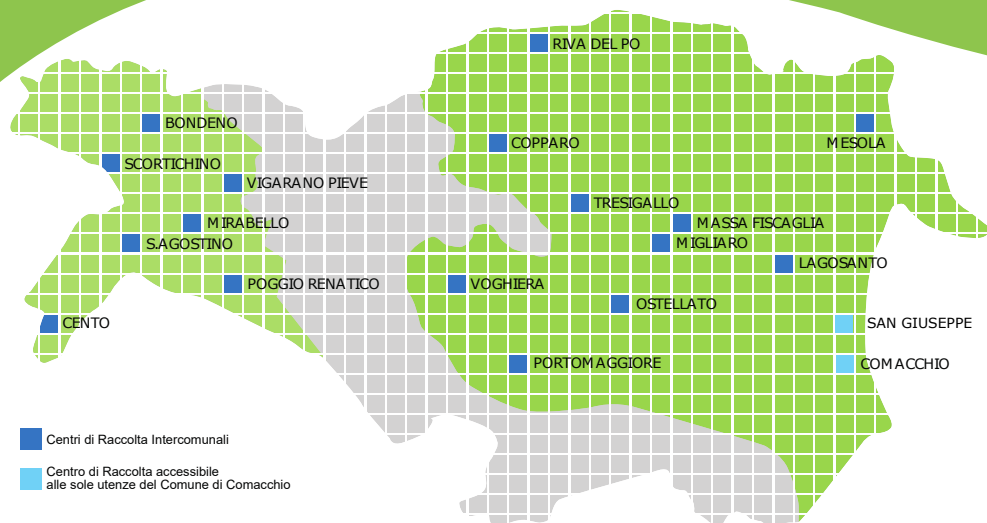 RIVA DEL PO
BONDENO
COPPARO
MESOLA
SCORTICHINO
VIGARANO PIEVE
TRESIGALLO
MIRABELLO
MASSA FISCAGLIA
S.AGOSTINO
MIGLIARO
LAGOSANTO
POGGIO RENATICO
VOGHIERA
OSTELLATO
CENTO
SAN GIUSEPPE
PORTOMAGGIORE
COMACCHIO
Centri di Raccolta Intercomunali
Centro di Raccolta accessibile
alle sole utenze del Comune di Comacchio